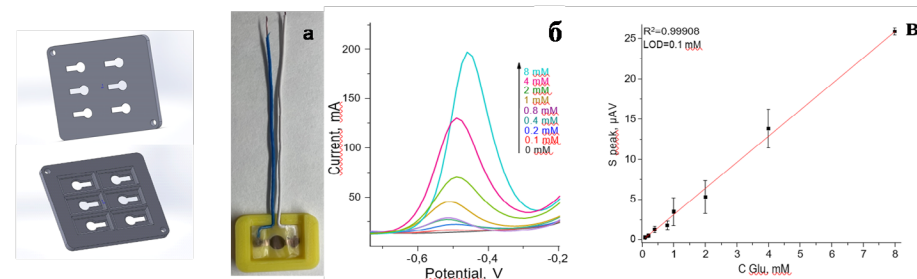 а
б
200
150
100
50
Current, mA
8 mM
4 mM
2 mM
1 mM
0.8 mM
0.4 mM
0.2 mM
0.1 mM
0 mM
-0,6
-0,4
-0,2
Potential, V
в
R²=0.99908
LOD=0.1 mM
25
20
15
10
5
0
S peak, µAV
0 1 2 3 4 5 6 7 8
C Glu, mM